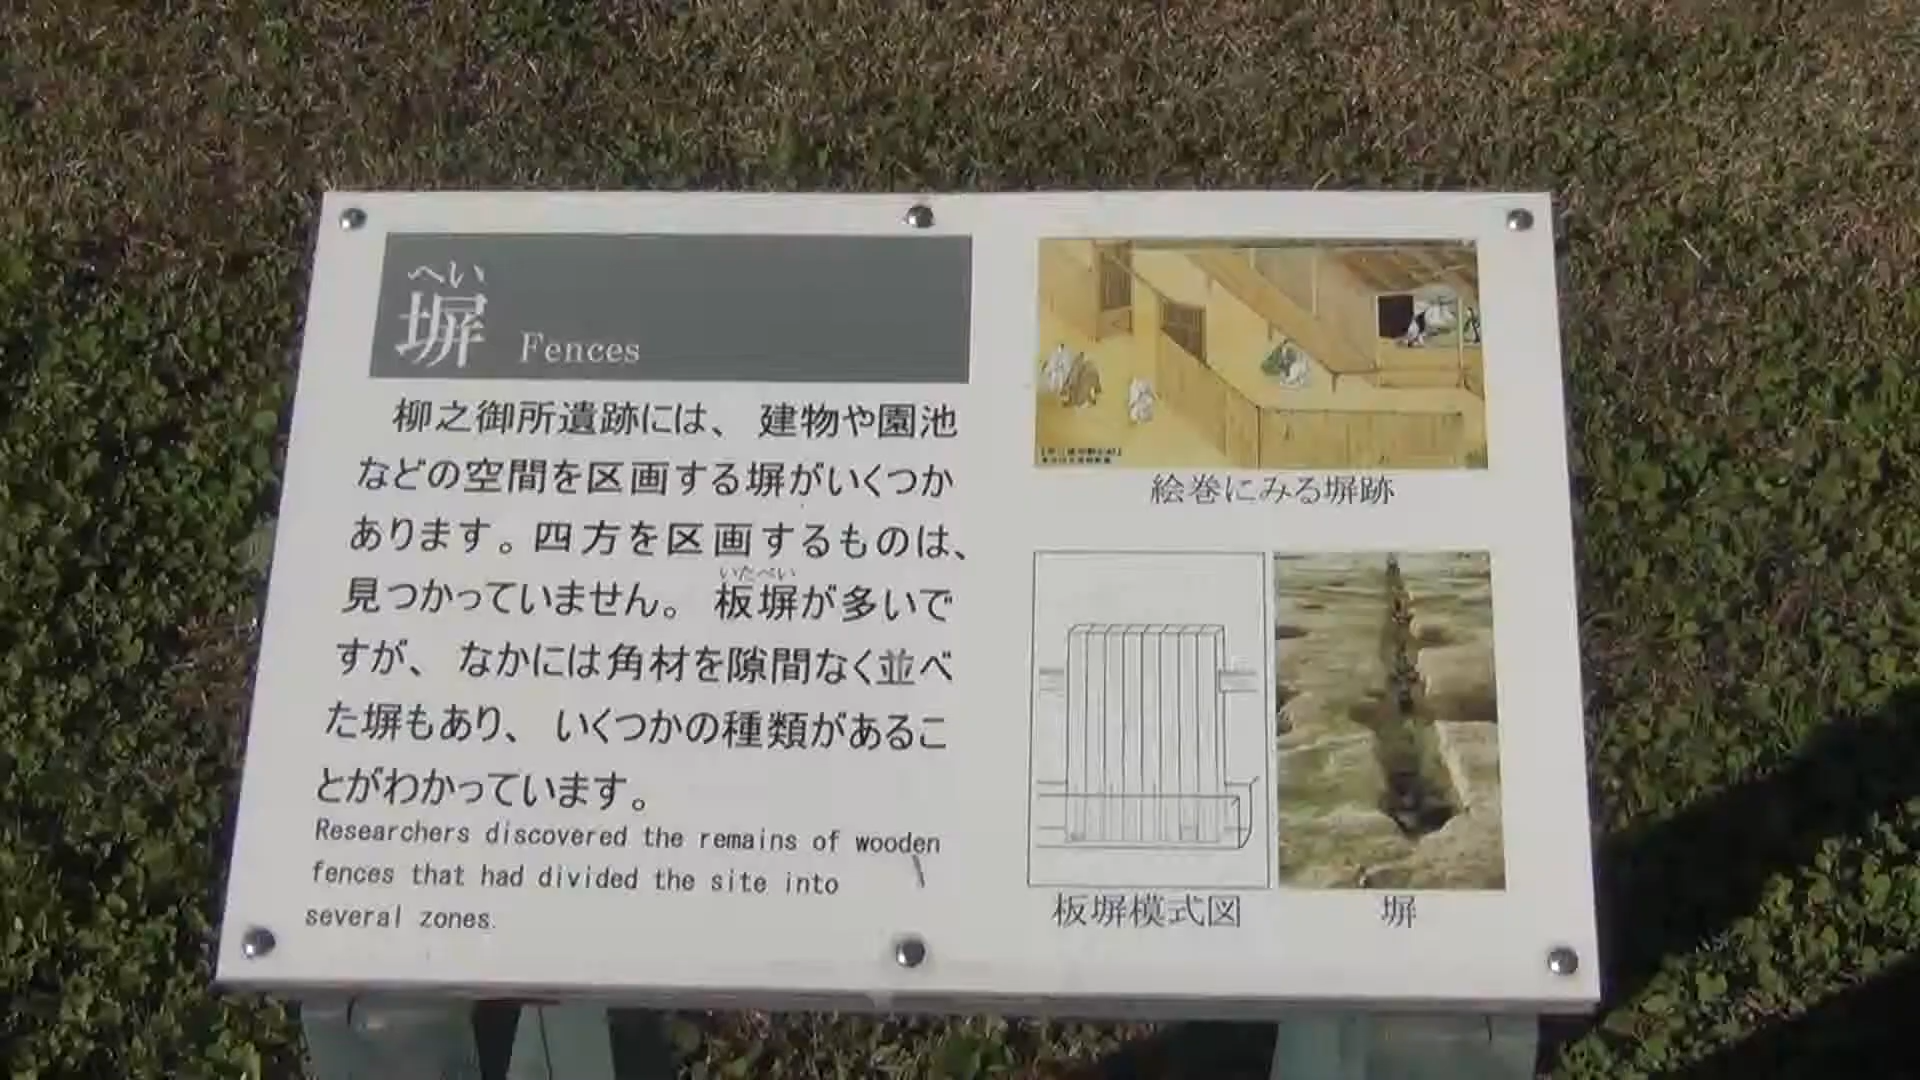 へい
塀 Fences
柳之御所遺跡には、建物や園池
などの空間を区画する塀がいくつか
あります。四方を区画するものは、
見つかっていません。板塀が多いで
いたべい
すが、なかには角材を隙間なく並べ
た塀もあり、いくつかの種類があるこ
とがわかっています。
Researchers discovered the remains of wooden
fences that had divided the site into
several zones.
絵巻にみる塀跡
板塀模式図
塀